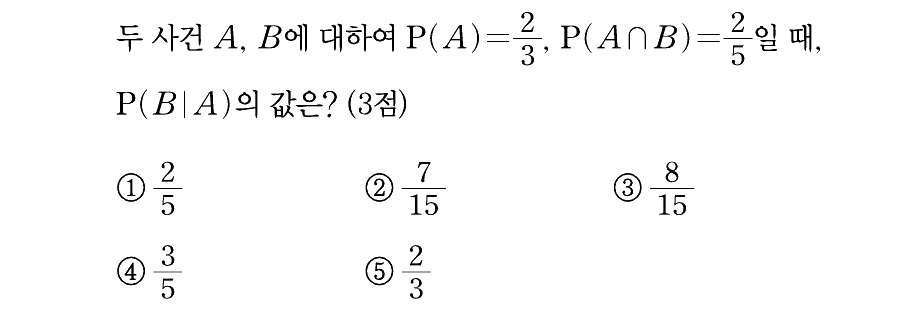 두 사건 A, B에 대하여 P(A)=2/3, P(A∩B)=2/5일 때,
P(B|A)의 값은? (3점)
① 2/5 ② 7/15 ③ 8/15
④ 3/5 ⑤ 2/3